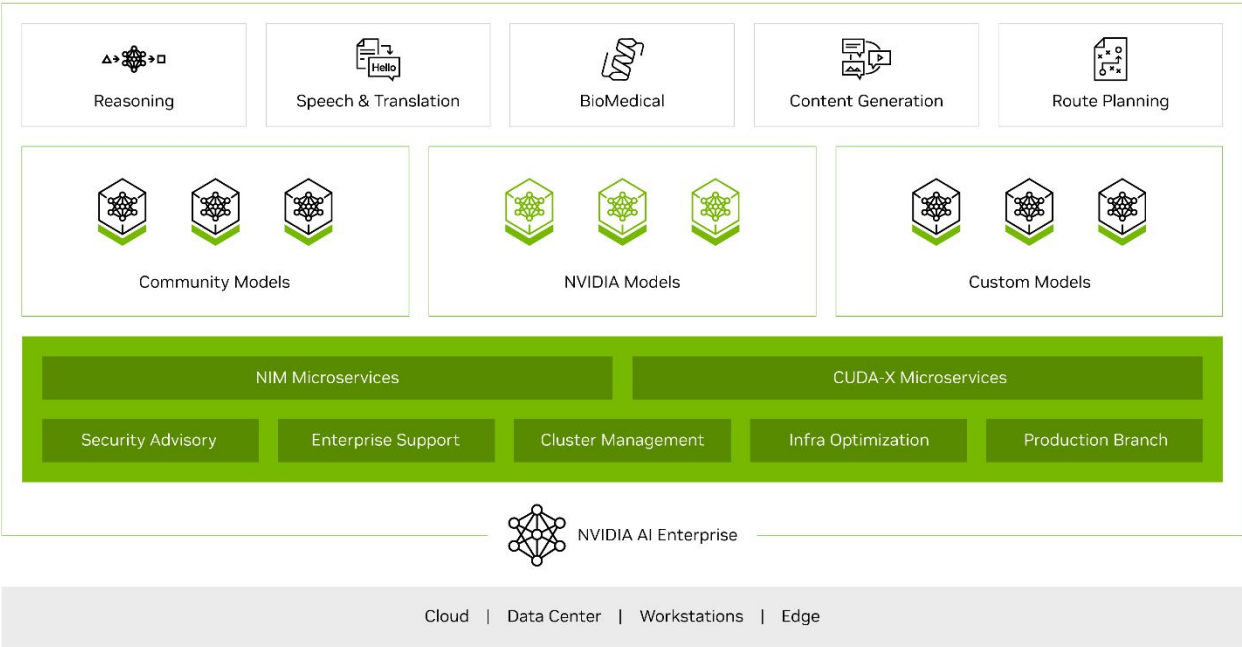 Hello
Reasoning
Speech & Translation
BioMedical
Content Generation
Route Planning
Community Models
NVIDIA Models
Custom Models
NIM Microservices
CUDA-X Microservices
Security Advisory
Enterprise Support
Cluster Management
Infra Optimization
Production Branch
NVIDIA AI Enterprise
Cloud | Data Center | Workstations | Edge